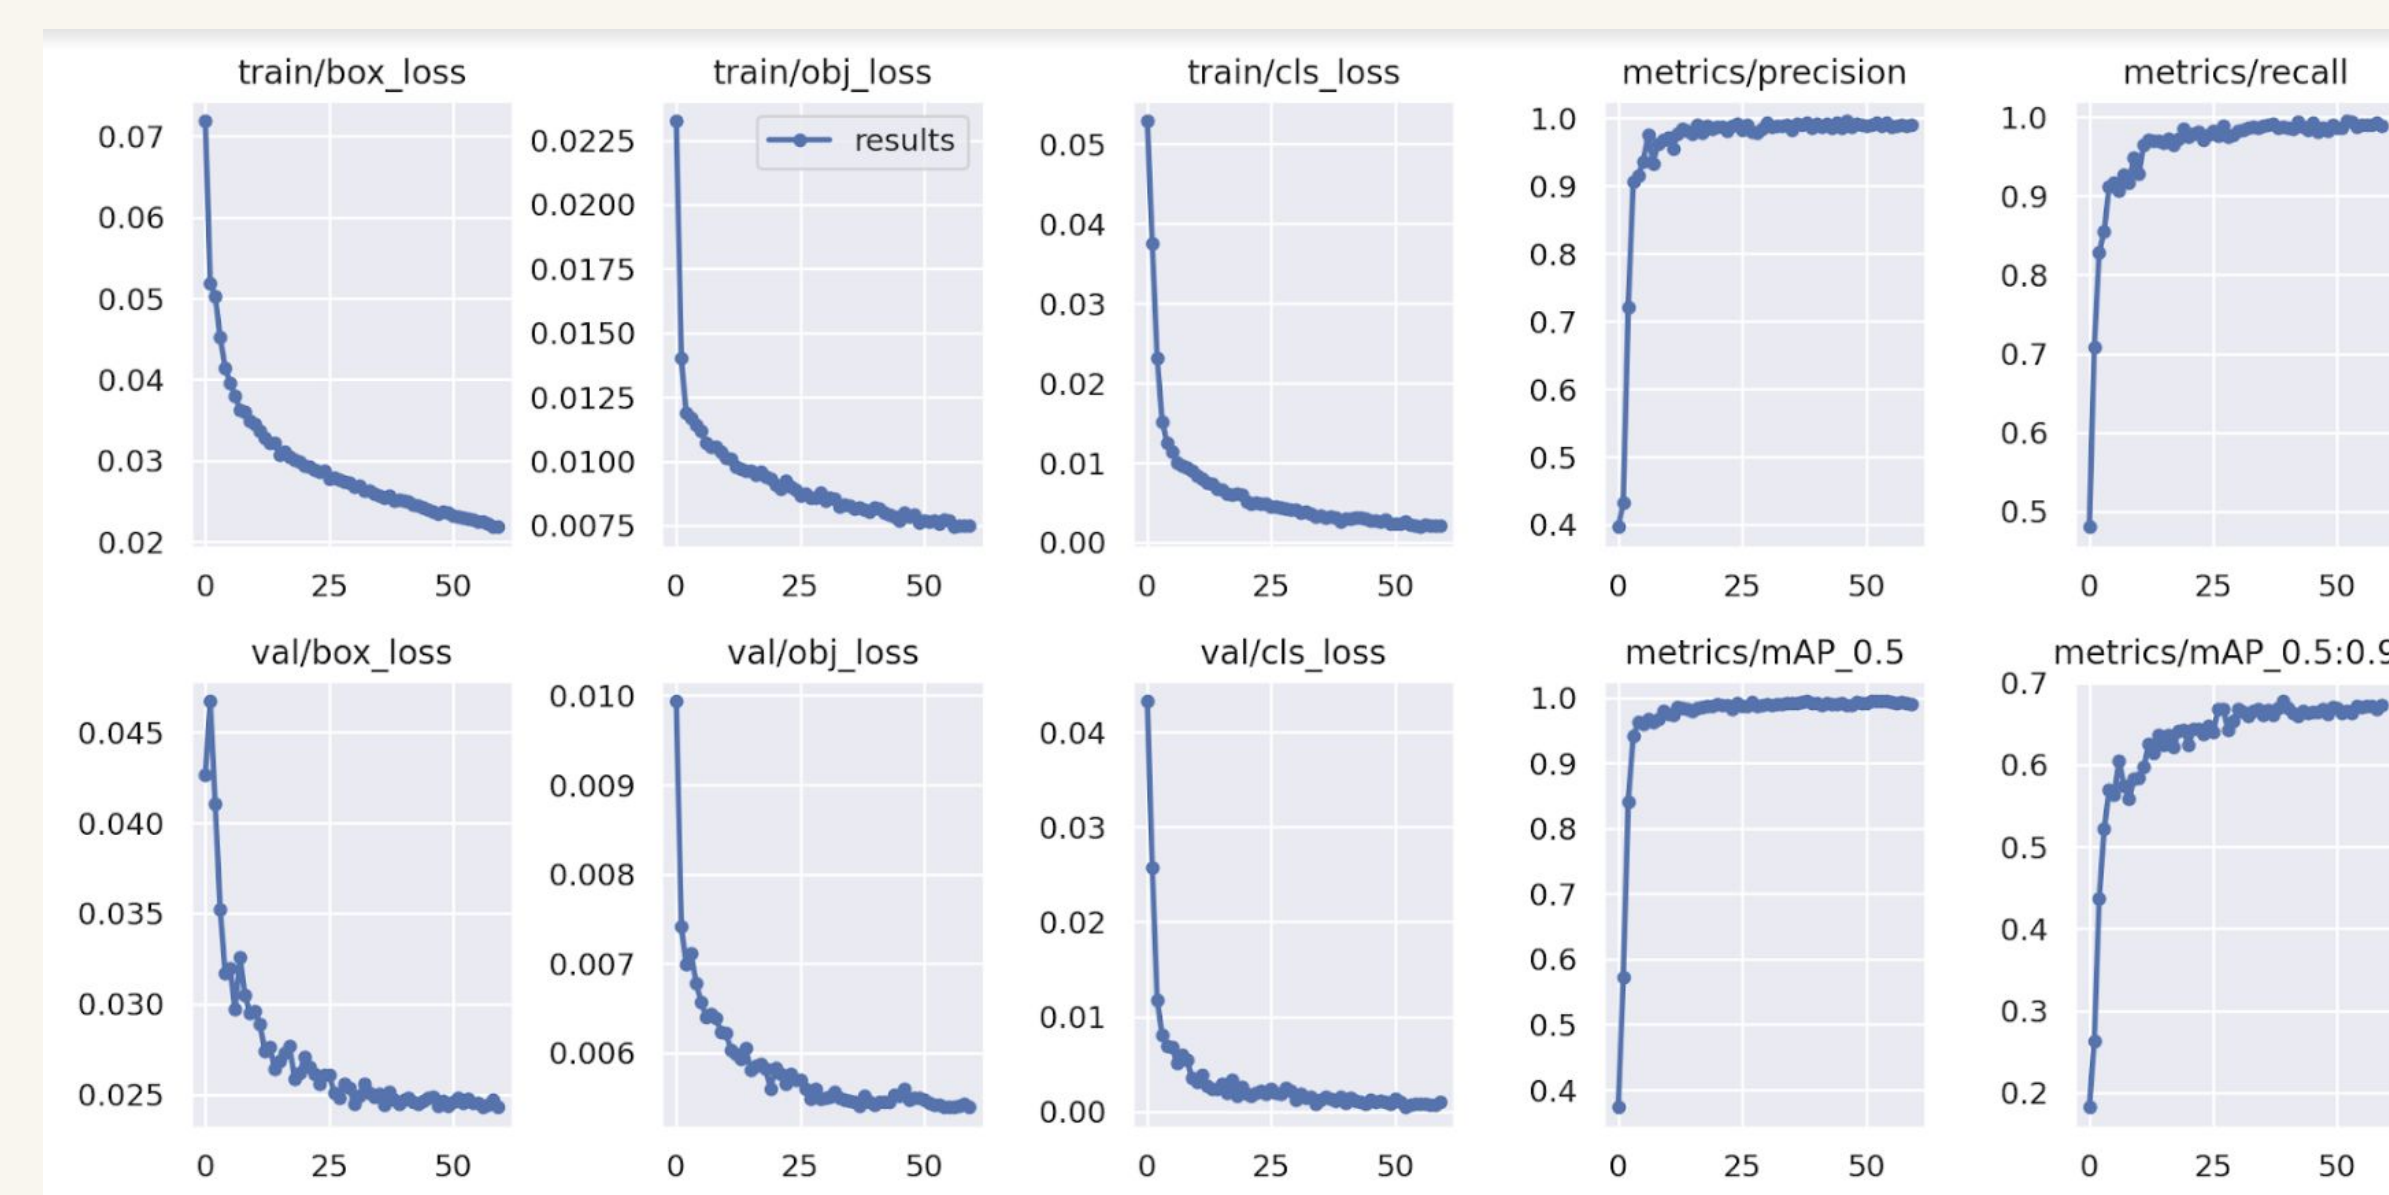 train/box_loss
0.07
0.06
0.05
0.04
0.03
0.02
0 25 50
train/obj_loss
results
0.0225
0.0200
0.0175
0.0150
0.0125
0.0100
0.0075
0 25 50
train/cls_loss
0.05
0.04
0.03
0.02
0.01
0.00
0 25 50
metrics/precision
1.0
0.9
0.8
0.7
0.6
0.5
0.4
0 25 50
metrics/recall
1.0
0.9
0.8
0.7
0.6
0.5
0 25 50
val/box_loss
0.045
0.040
0.035
0.030
0.025
0 25 50
val/obj_loss
0.010
0.009
0.008
0.007
0.006
0 25 50
val/cls_loss
0.04
0.03
0.02
0.01
0.00
0 25 50
metrics/mAP_0.5
1.0
0.9
0.8
0.7
0.6
0.5
0.4
0 25 50
metrics/mAP_0.5:0.9
0.7
0.6
0.5
0.4
0.3
0.2
0 25 50